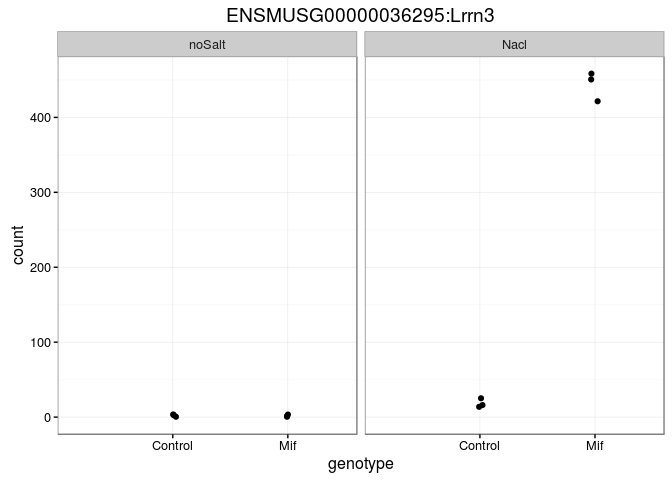 ENSMUSG00000036295:Lrrn3
noSalt
Nacl
count
400
300
200
100
0
Control
Mif
Control
Mif
genotype